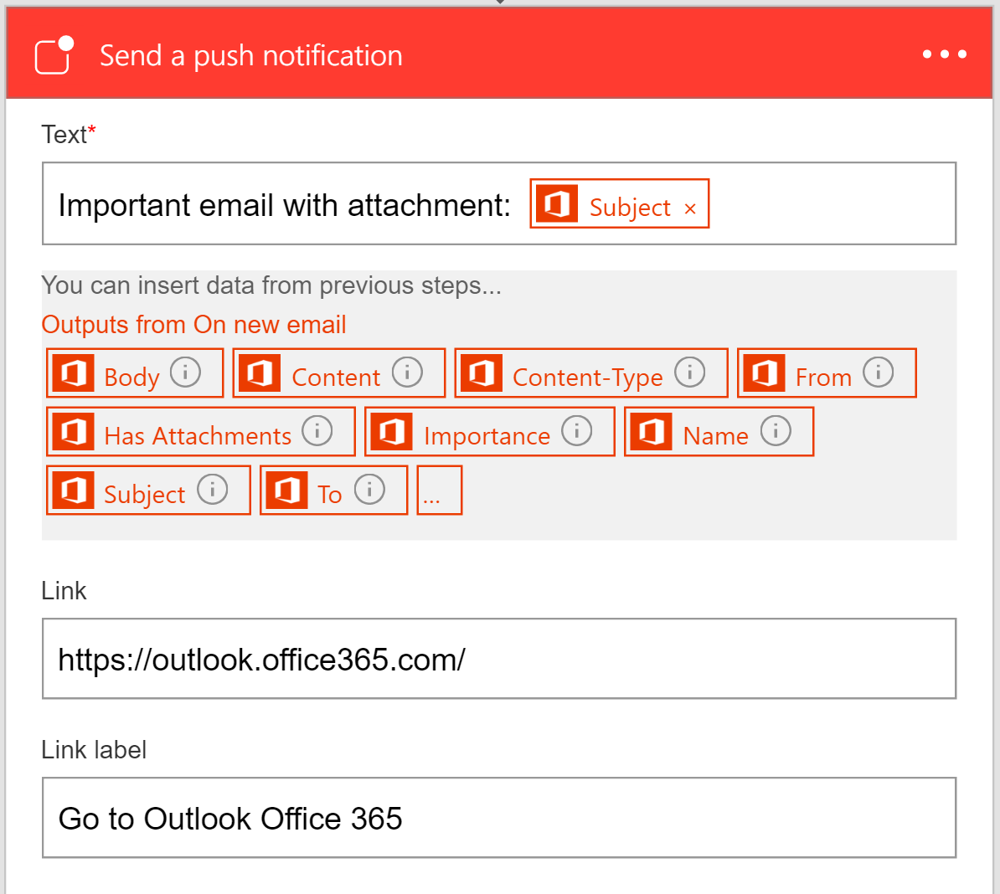 Send a push notification
Text*
Important email with attachment: Subject ×
You can insert data from previous steps...
Outputs from On new email
Body Content Content-Type From
Has Attachments Importance Name
Subject To ...
Link
https://outlook.office365.com/
Link label
Go to Outlook Office 365